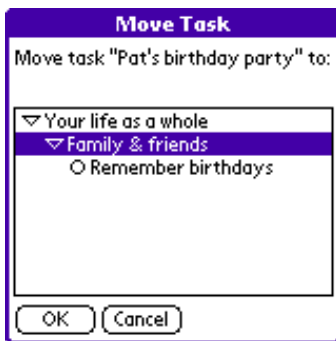 Move Task
Move task "Pat's birthday party" to:
Your life as a whole
Family & friends
Remember birthdays
OK Cancel